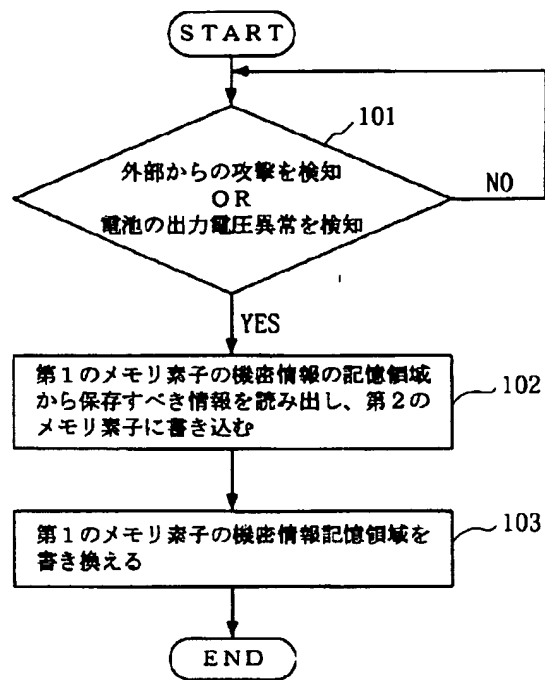 START
101
外部からの攻撃を検知
OR
電池の出力電圧異常を検知
NO
YES
第1のメモリ素子の機密情報の記憶領域
から保存すべき情報を読み出し、第2の
メモリ素子に書き込む
102
第1のメモリ素子の機密情報記憶領域を
書き換える
103
END